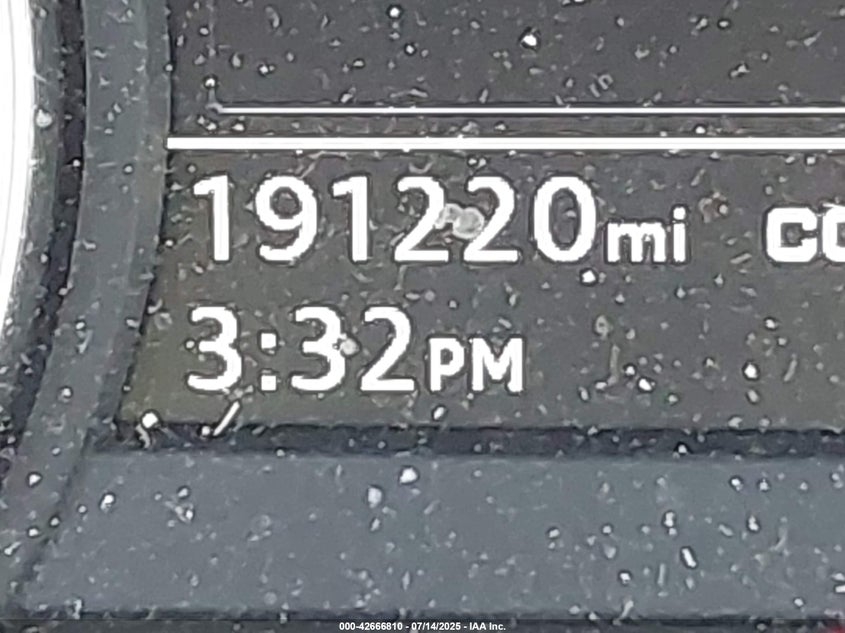 191220mi
3:32PM
000-42666810 - 07/14/2025 - IAA Inc.